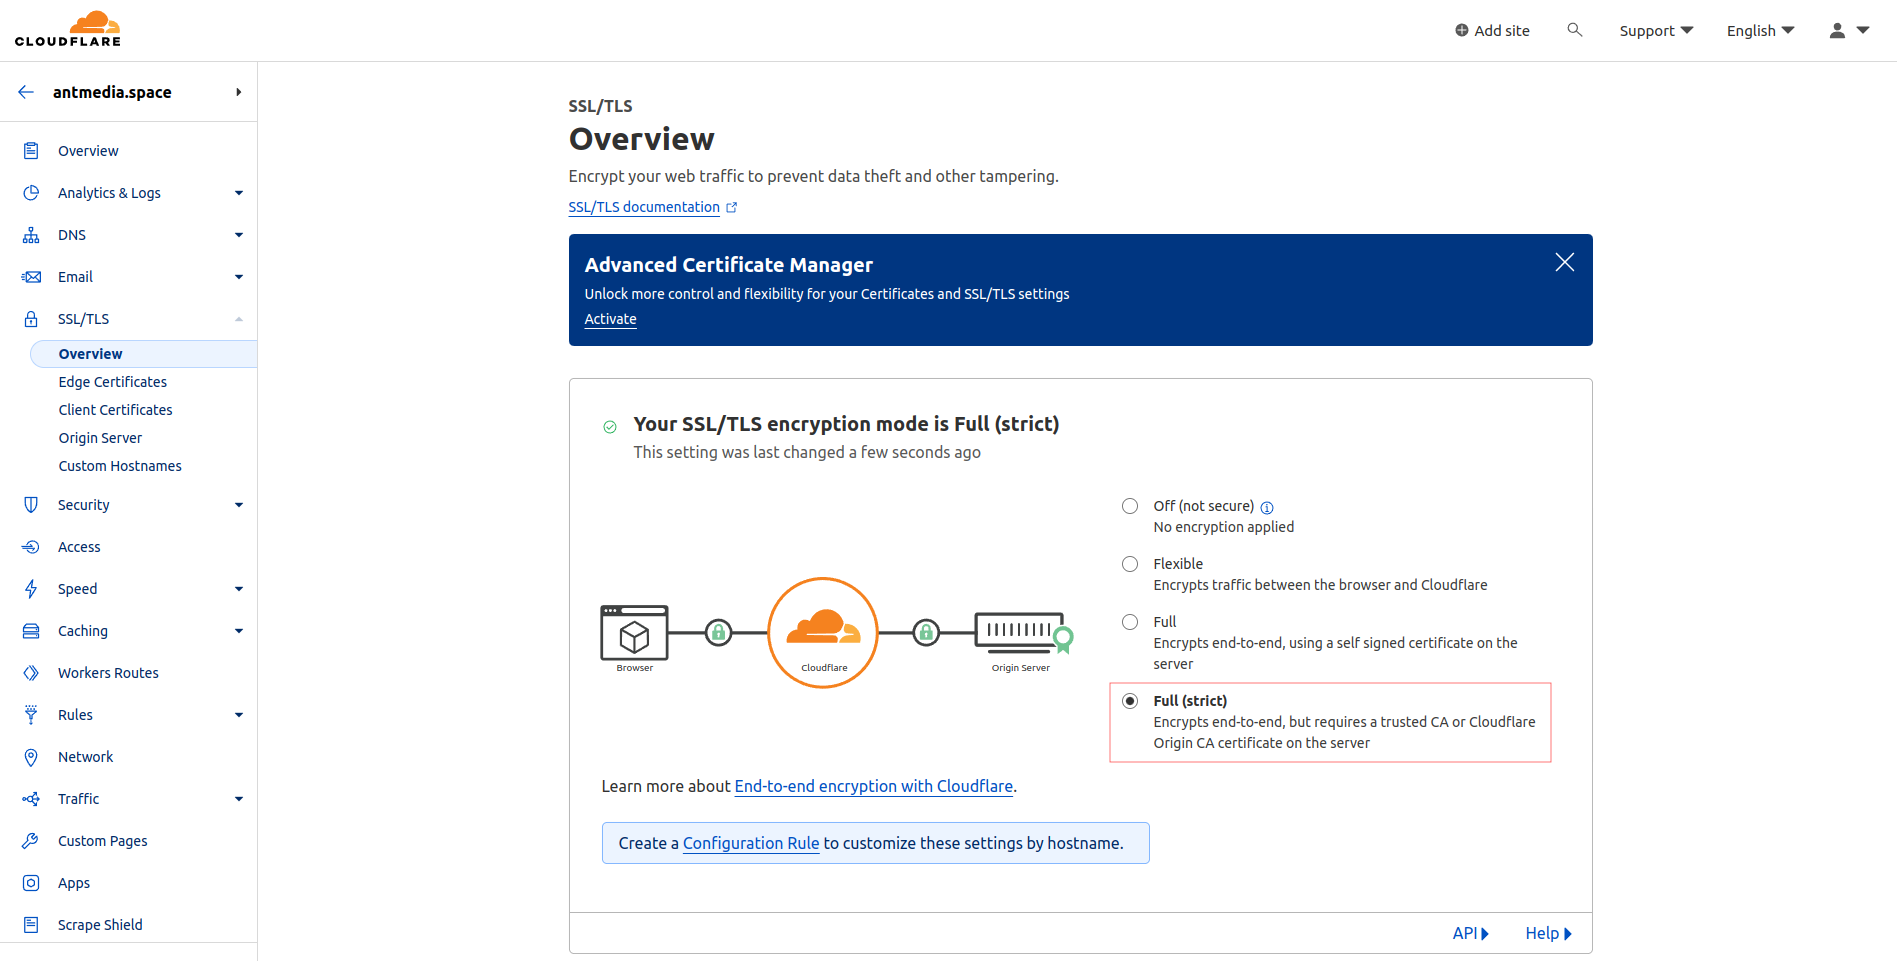 CLOUDFLARE
Add site
Support
English
antmedia.space
Overview
Analytics & Logs
DNS
Email
SSL/TLS
Overview
Edge Certificates
Client Certificates
Origin Server
Custom Hostnames
Security
Access
Speed
Caching
Workers Routes
Rules
Network
Traffic
Custom Pages
Apps
Scrape Shield
SSL/TLS
Overview
Encrypt your web traffic to prevent data theft and other tampering.
SSL/TLS documentation
Advanced Certificate Manager
Unlock more control and flexibility for your Certificates and SSL/TLS settings
Activate
Your SSL/TLS encryption mode is Full (strict)
This setting was last changed a few seconds ago
Browser
Cloudflare
Origin Server
Off (not secure)
No encryption applied
Flexible
Encrypts traffic between the browser and Cloudflare
Full
Encrypts end-to-end, using a self signed certificate on the
server
Full (strict)
Encrypts end-to-end, but requires a trusted CA or Cloudflare
Origin CA certificate on the server
Learn more about End-to-end encryption with Cloudflare.
Create a Configuration Rule to customize these settings by hostname.
API
Help